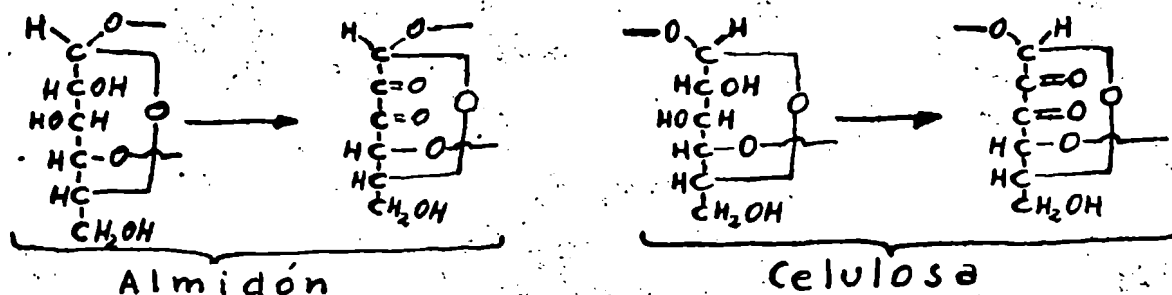 H O H O O H O H
C C C C
HCOH C=O HCOH C=O
HOCH O C=O O HOCH O C=O O
HC-O HC-O HC-O HC-O
HC HC HC HC
CH2OH CH2OH CH2OH CH2OH
Almidón Celulosa